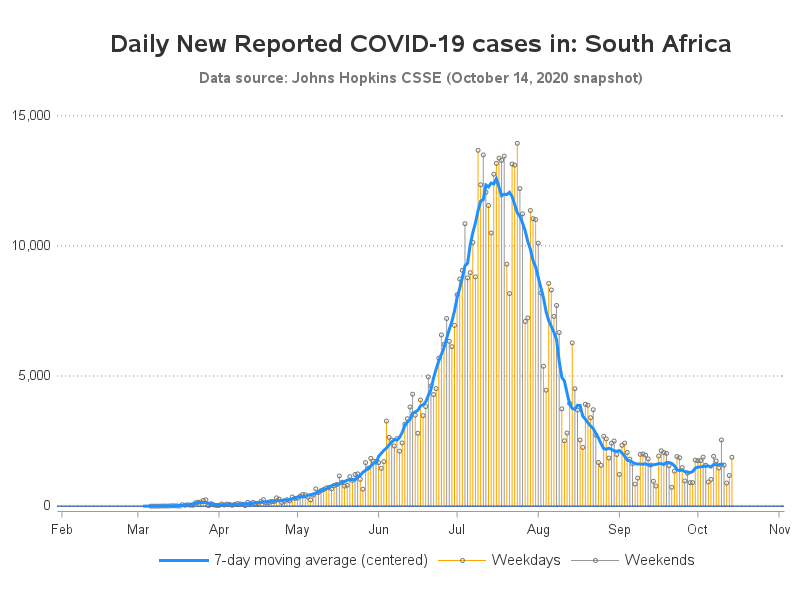 Daily New Reported COVID-19 cases in: South Africa
Data source: Johns Hopkins CSSE (October 14, 2020 snapshot)
15,000
10,000
5,000
0
Feb Mar Apr May Jun Jul Aug Sep Oct Nov
7-day moving average (centered) Weekdays Weekends